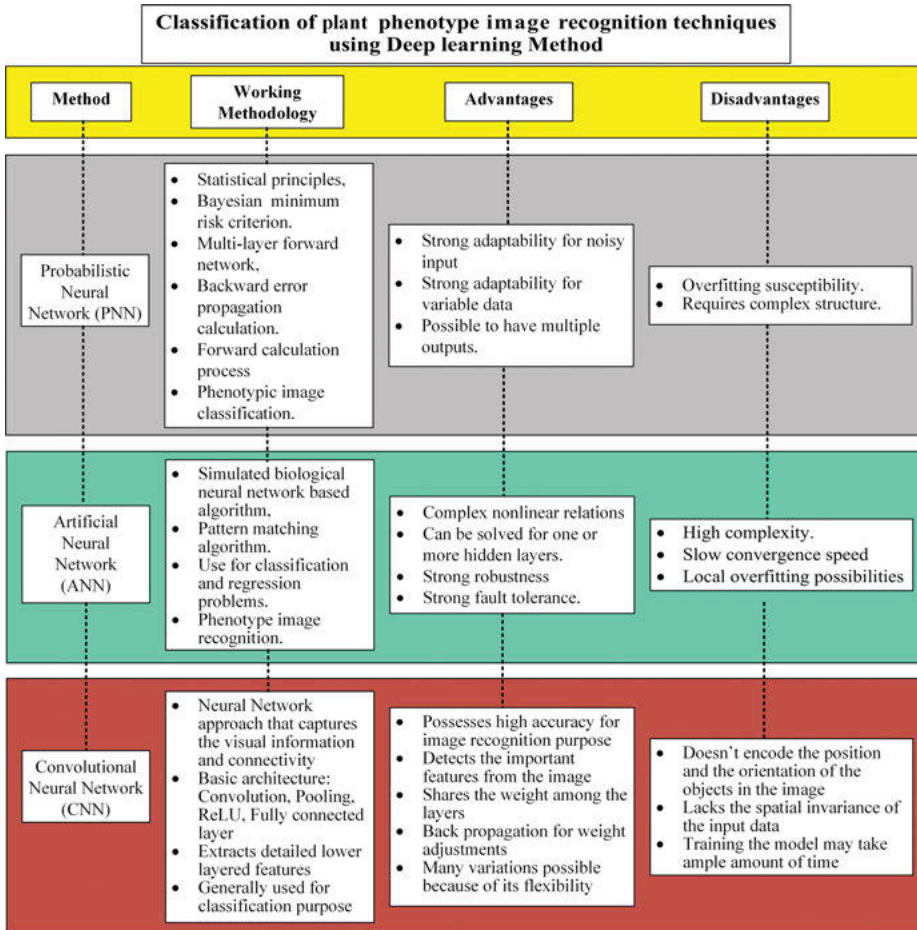 Classification of plant phenotype image recognition techniques
using Deep learning Method
Method
Working
Methodology
Advantages
Disadvantages
Probabilistic
Neural
Network (PNN)
• Statistical principles,
• Bayesian minimum
risk criterion.
• Multi-layer forward
network,
• Backward error
propagation
calculation.
• Forward calculation
process
• Phenotypic image
classification.
• Strong adaptability for noisy
input
• Strong adaptability for
variable data
• Possible to have multiple
outputs.
• Overfitting susceptibility.
• Requires complex structure.
Artificial
Neural
Network
(ANN)
• Simulated biological
neural network based
algorithm,
• Pattern matching
algorithm.
• Use for classification
and regression
problems.
• Phenotype image
recognition.
• Complex nonlinear relations
• Can be solved for one or
more hidden layers.
• Strong robustness
• Strong fault tolerance.
• High complexity.
• Slow convergence speed
• Local overfitting possibilities
Convolutional
Neural Network
(CNN)
• Neural Network
approach that captures
the visual information
and connectivity
• Basic architecture:
Convolution, Pooling,
ReLU, Fully connected
layer
• Extracts detailed lower
layered features
• Generally used for
classification purpose
• Possesses high accuracy for
image recognition purpose
• Detects the important
features from the image
• Shares the weight among the
layers
• Back propagation for weight
adjustments
• Many variations possible
because of its flexibility
• Doesn't encode the position
and the orientation of the
objects in the image
• Lacks the spatial invariance of
the input data
• Training the model may take
ample amount of time